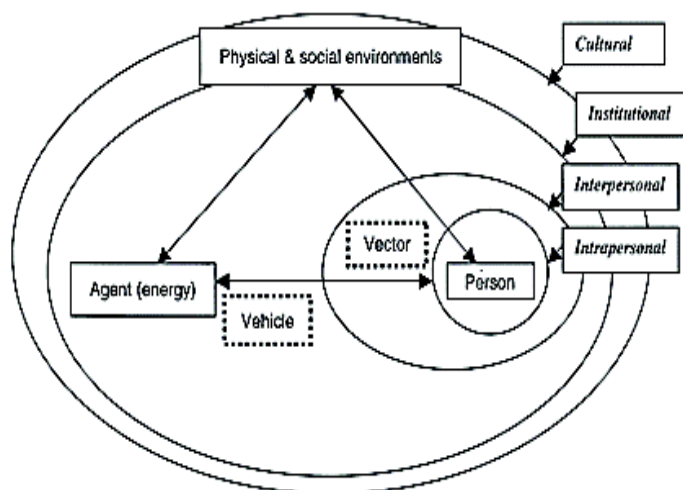 Physical & social environments
Cultural
Institutional
Interpersonal
Intrapersonal
Vector
Agent (energy)
Person
Vehicle